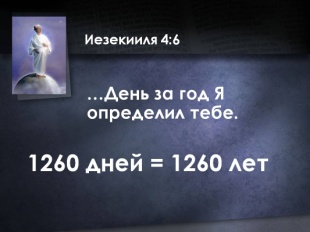 Иезекииля 4:6
…День за год Я
определил тебе.
1260 дней = 1260 лет